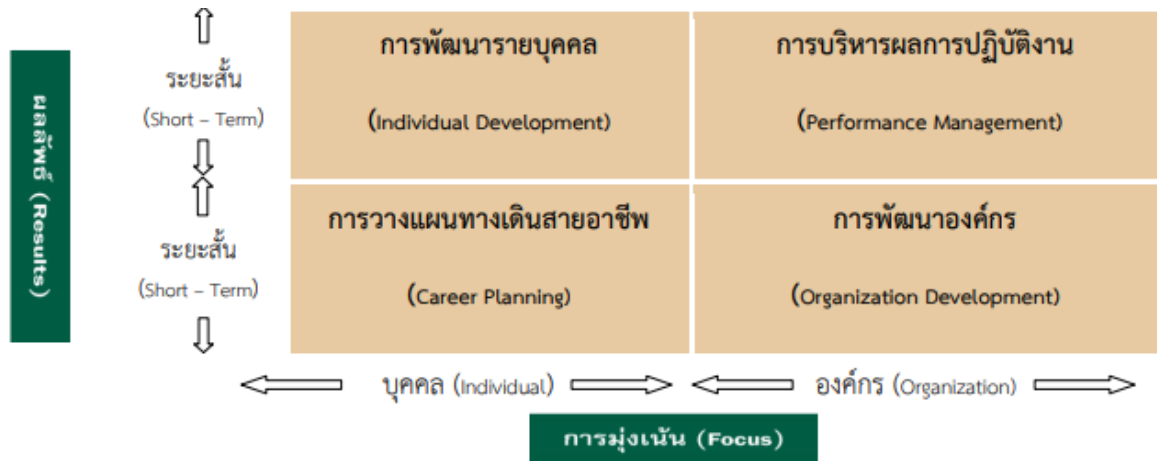 ผลลัพธ์ (Results)
ระยะสั้น
(Short – Term)
ระยะสั้น
(Short – Term)
การพัฒนารายบุคคล
(Individual Development)
การบริหารผลการปฏิบัติงาน
(Performance Management)
การวางแผนทางเดินสายอาชีพ
(Career Planning)
การพัฒนาองค์กร
(Organization Development)
บุคคล (Individual)
องค์กร (Organization)
การมุ่งเน้น (Focus)